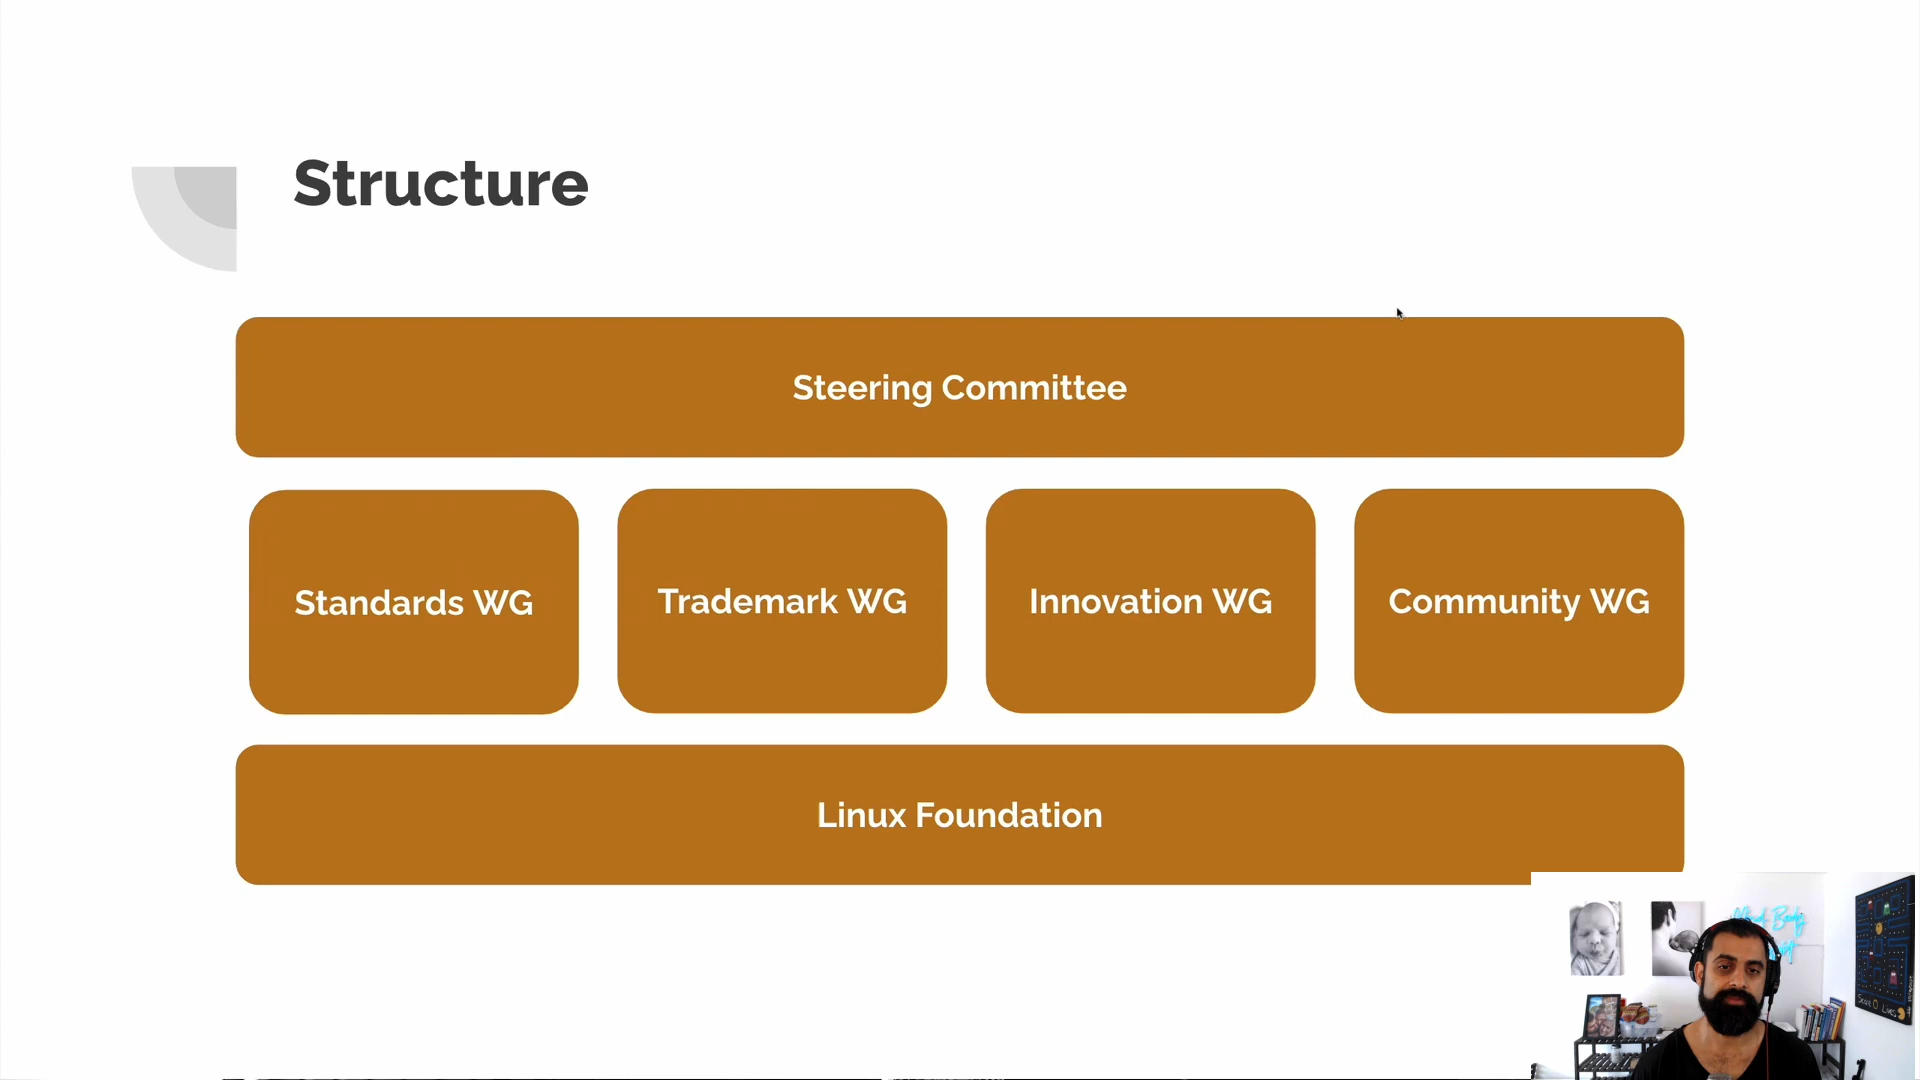 Structure
Steering Committee
Standards WG
Trademark WG
Innovation WG
Community WG
Linux Foundation